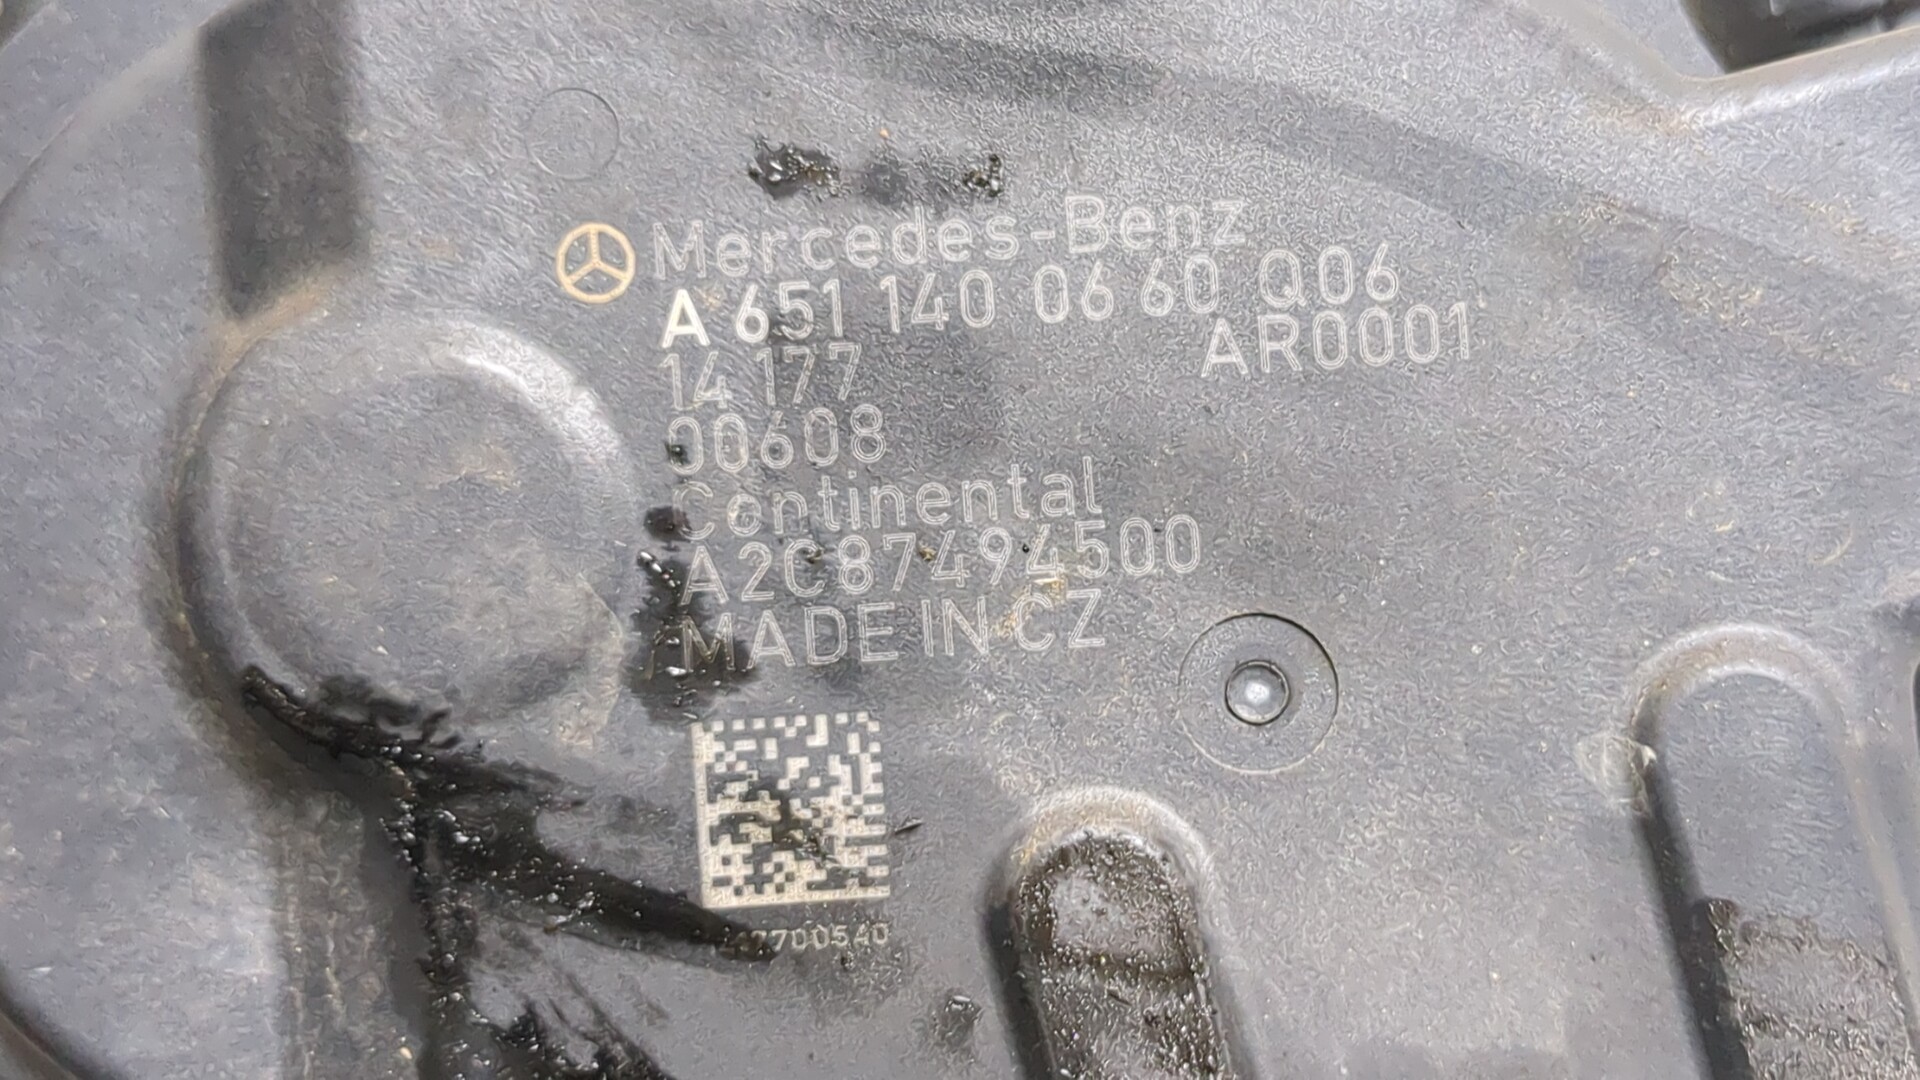 Mercedes-Benz
A 651 140 06 60 Q06
AR0001
14 177
00608
Continental
A2C87494500
MADE IN CZ